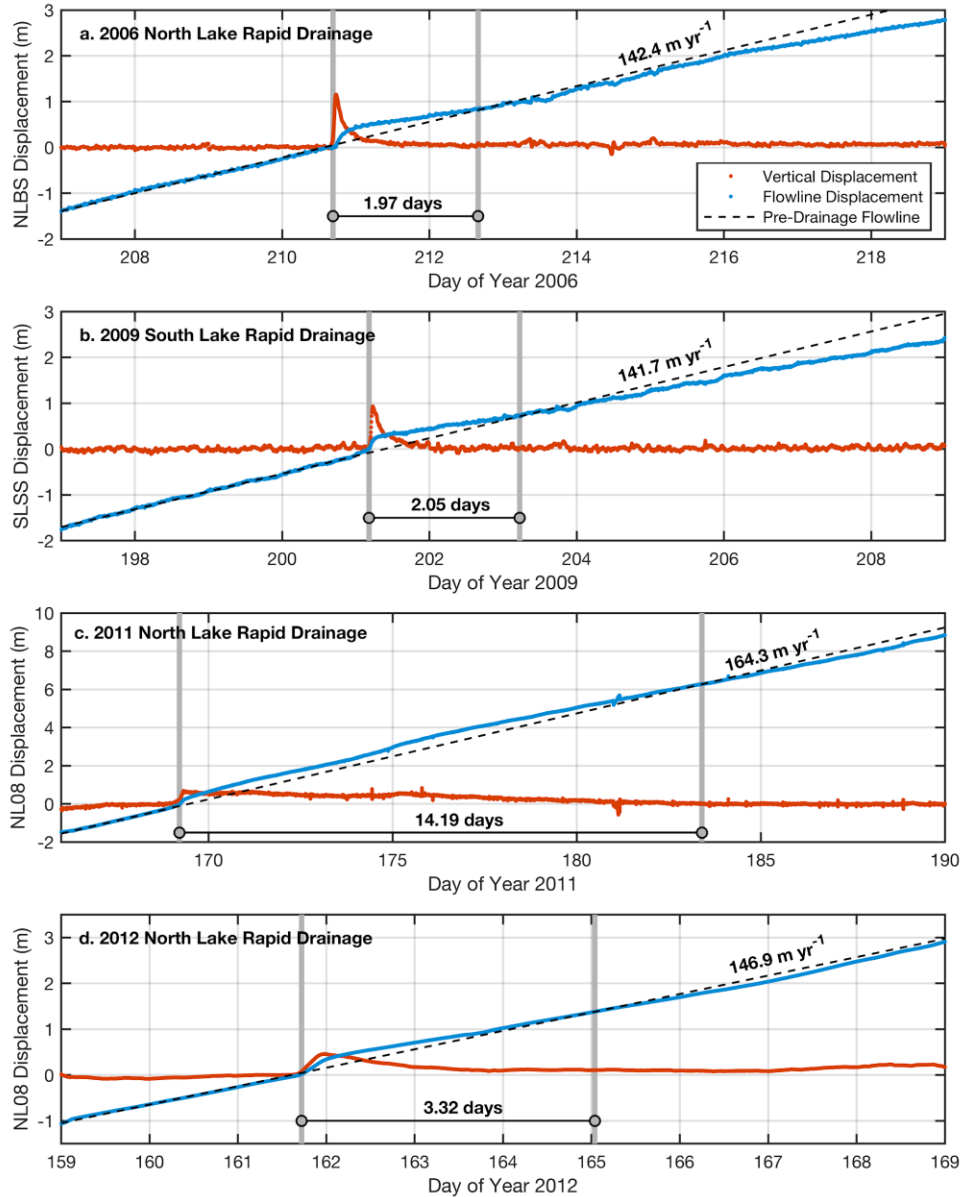 a. 2006 North Lake Rapid Drainage
142.4 m yr⁻¹
3
2
1
0
-1
-2
NLBS Displacement (m)
1.97 days
Vertical Displacement
Flowline Displacement
Pre-Drainage Flowline
208 210 212 214 216 218
Day of Year 2006
b. 2009 South Lake Rapid Drainage
141.7 m yr⁻¹
3
2
1
0
-1
-2
SLSS Displacement (m)
2.05 days
198 200 202 204 206 208
Day of Year 2009
c. 2011 North Lake Rapid Drainage
164.3 m yr⁻¹
10
8
6
4
2
0
-2
NL08 Displacement (m)
14.19 days
170 175 180 185 190
Day of Year 2011
d. 2012 North Lake Rapid Drainage
146.9 m yr⁻¹
3
2
1
0
-1
NL08 Displacement (m)
3.32 days
159 160 161 162 163 164 165 166 167 168 169
Day of Year 2012